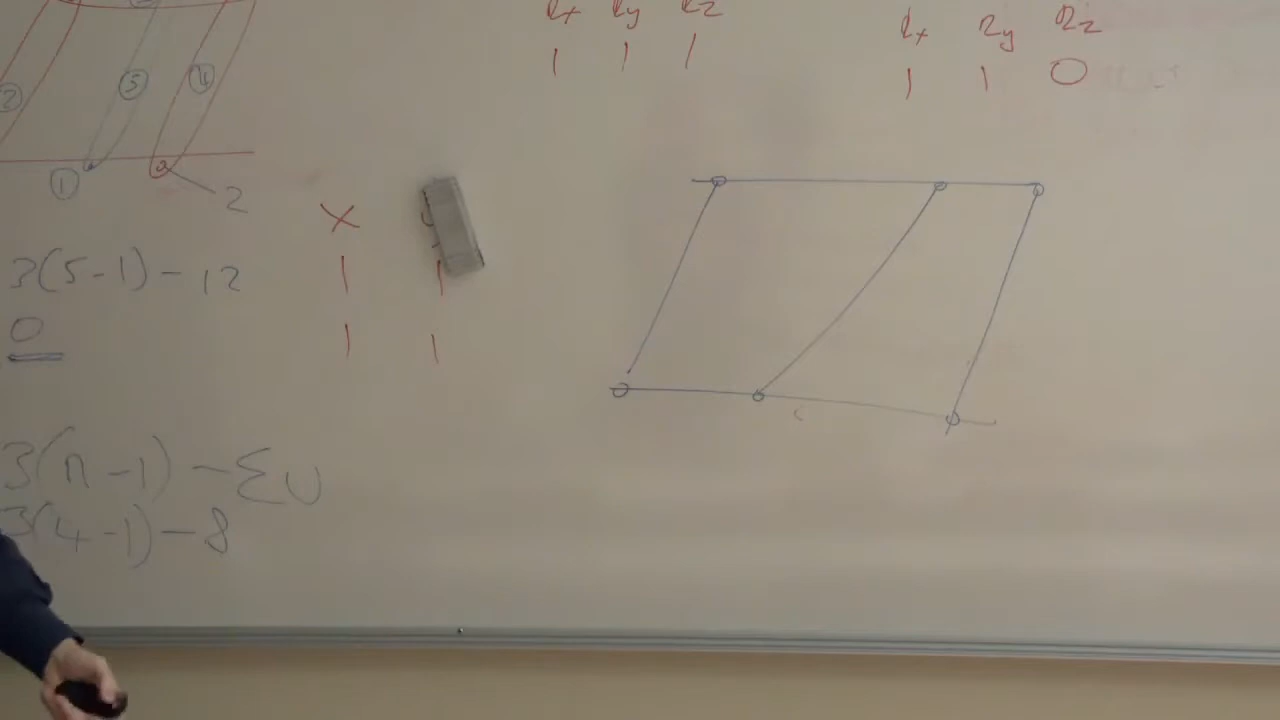 Rx Ry Rz
1 1 1
Rx Ry Rz
1 1 0
5
4
1
2
X
1 1
1 1
3(5-1) - 12
0
3(n-1) - ΣU
3(4-1) - 8